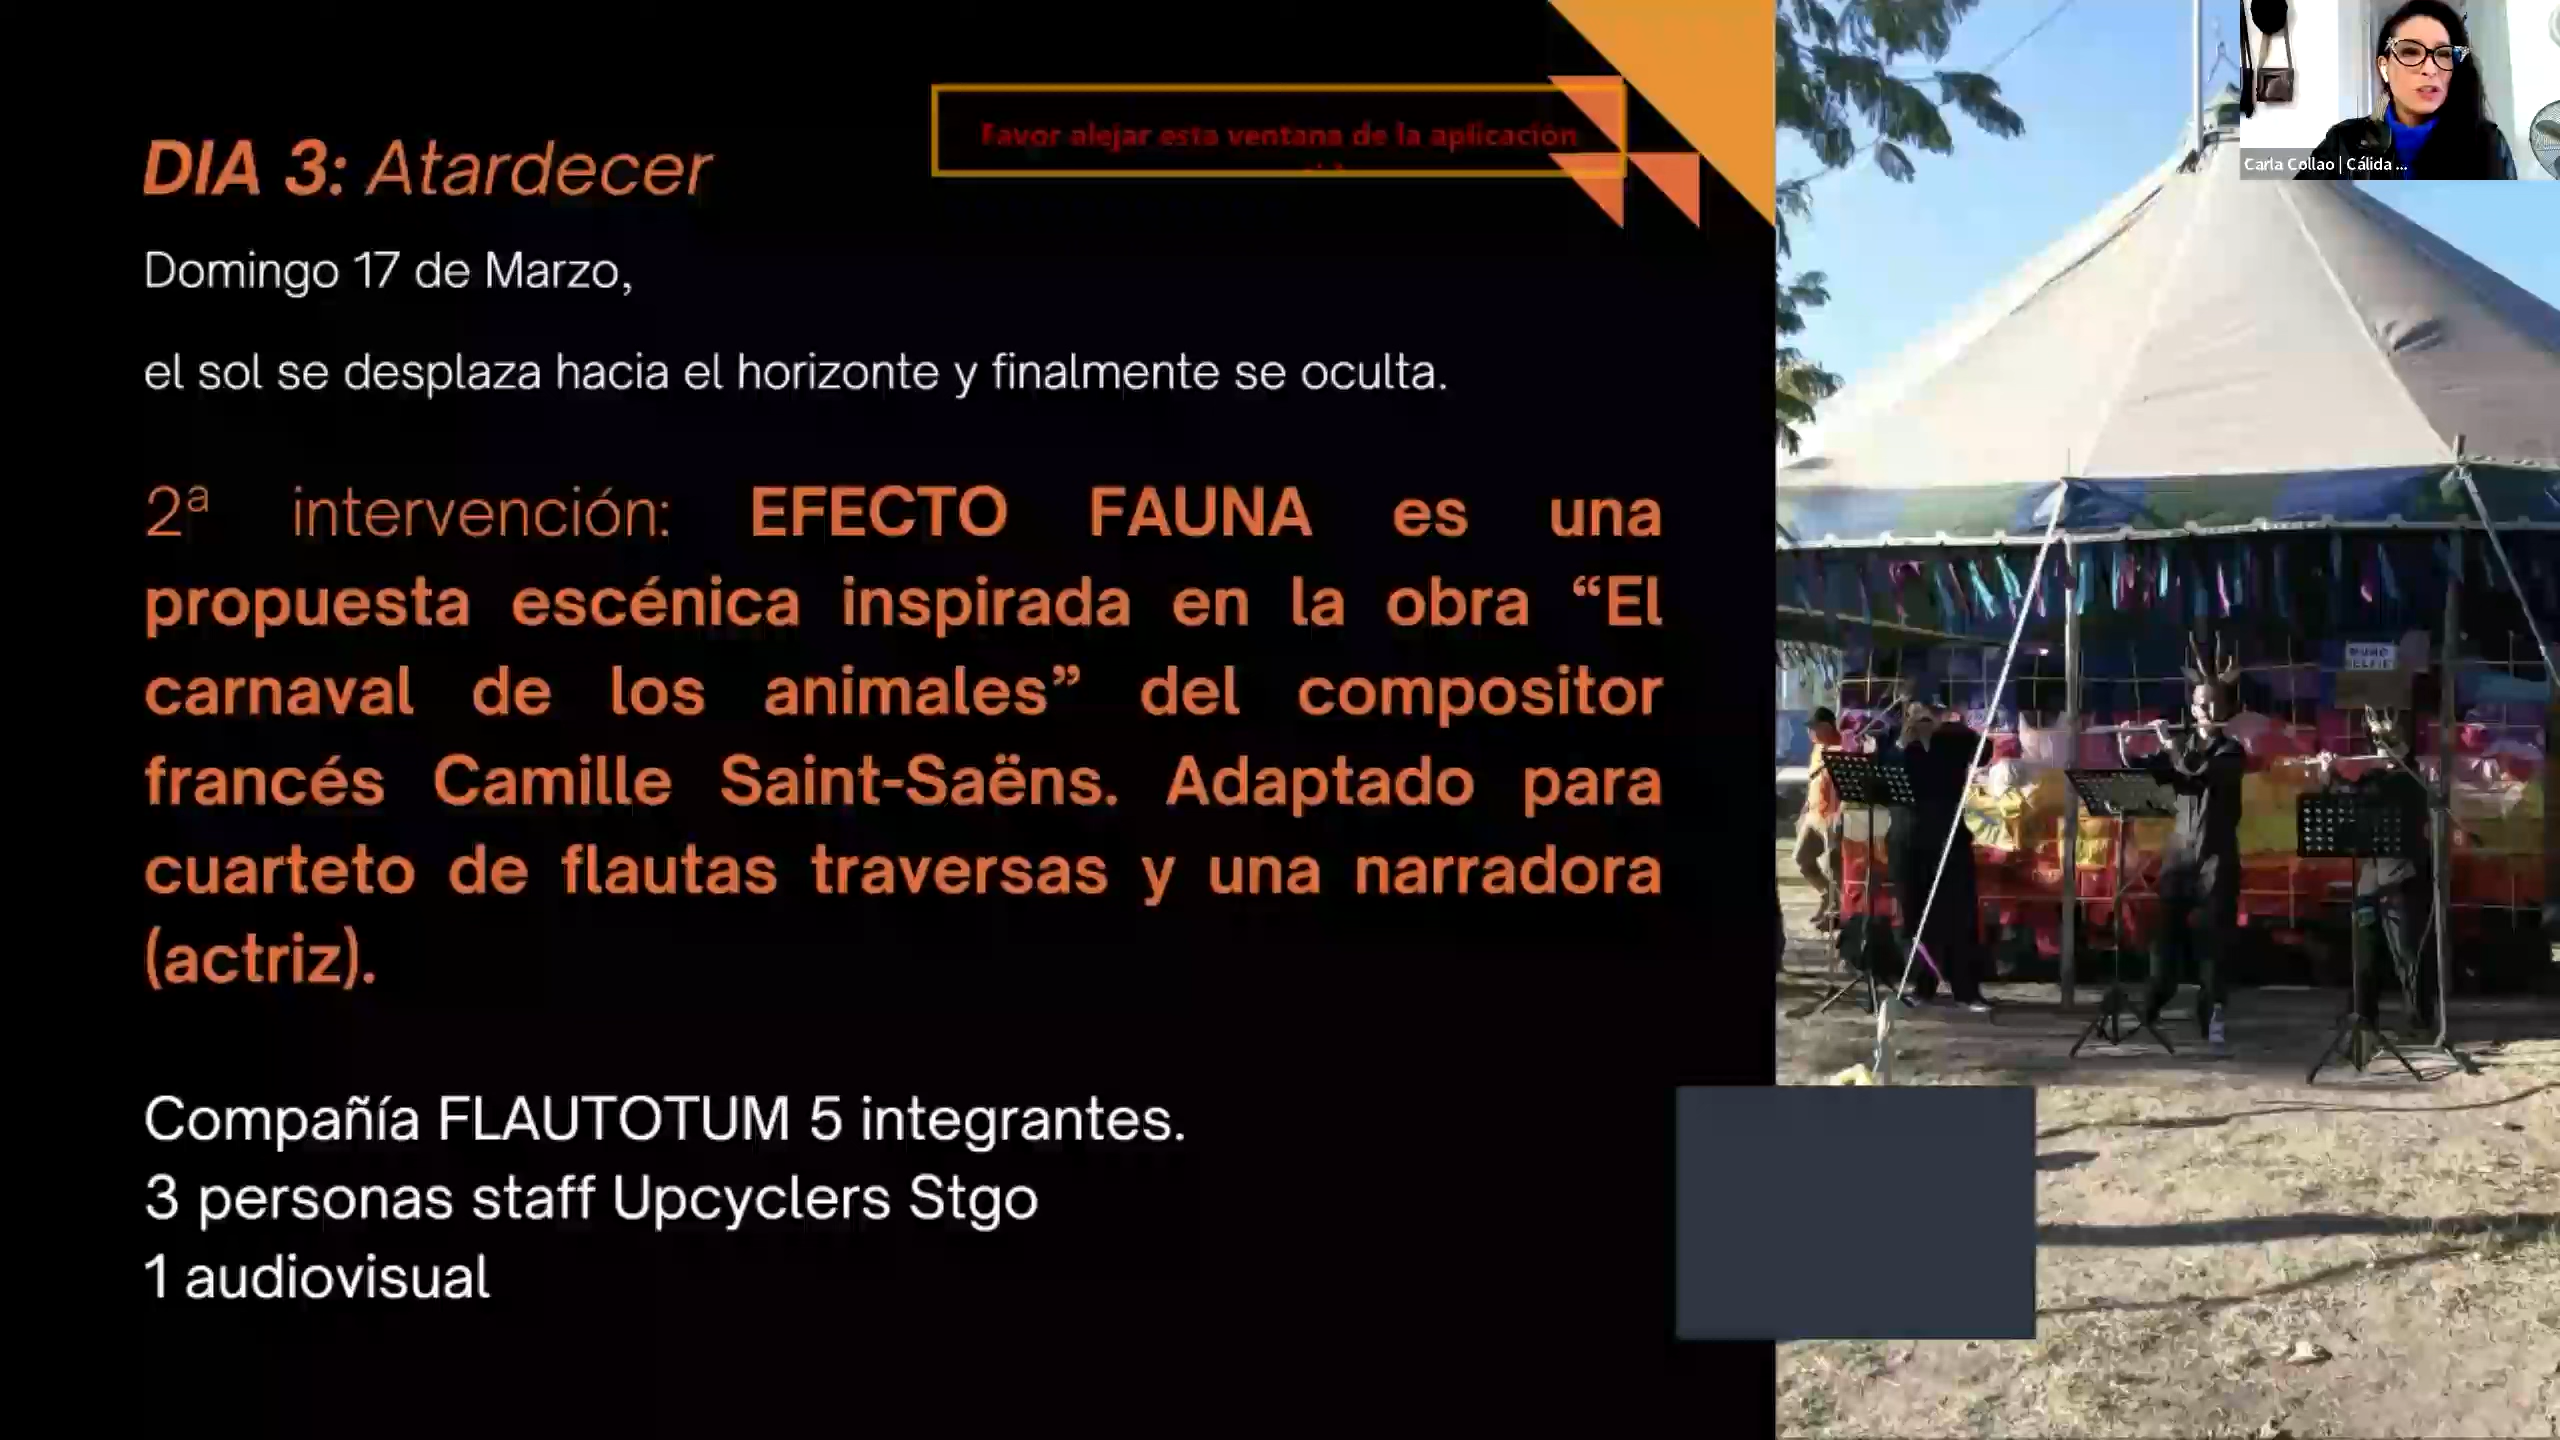 Favor alejar esta ventana de la aplicación
DIA 3: Atardecer
Domingo 17 de Marzo,
el sol se desplaza hacia el horizonte y finalmente se oculta.
2ª intervención: EFECTO FAUNA es una
propuesta escénica inspirada en la obra “El
carnaval de los animales” del compositor
francés Camille Saint-Saëns. Adaptado para
cuarteto de flautas traversas y una narradora
(actriz).
Compañía FLAUTOTUM 5 integrantes.
3 personas staff Upcyclers Stgo
1 audiovisual
Carla Collao | Cálida ...